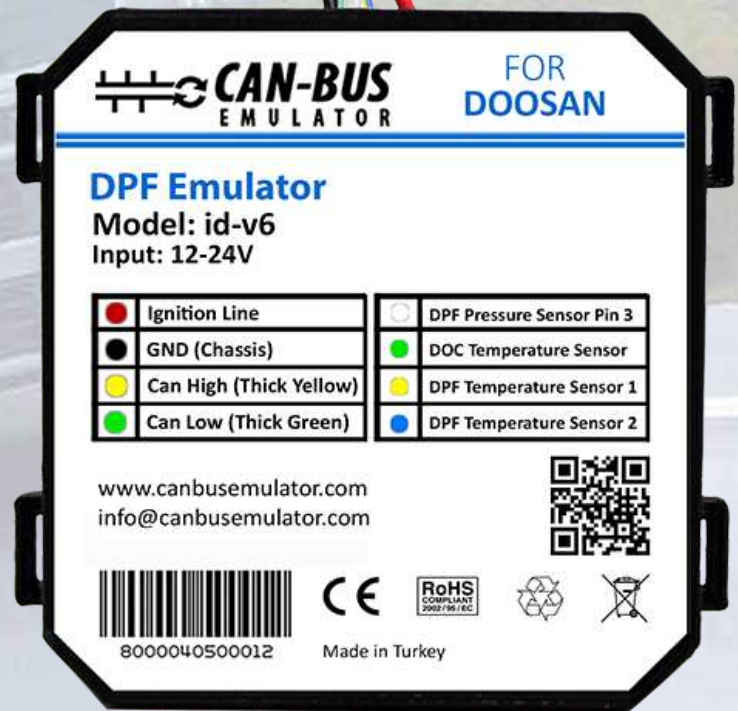 CAN-BUS
EMULATOR
FOR
DOOSAN
DPF Emulator
Model: id-v6
Input: 12-24V
Ignition Line
GND (Chassis)
Can High (Thick Yellow)
Can Low (Thick Green)
DPF Pressure Sensor Pin 3
DOC Temperature Sensor
DPF Temperature Sensor 1
DPF Temperature Sensor 2
www.canbusemulator.com
info@canbusemulator.com
8000040500012
CE
RoHS
COMPLIANT
2002/95/EC
Made in Turkey